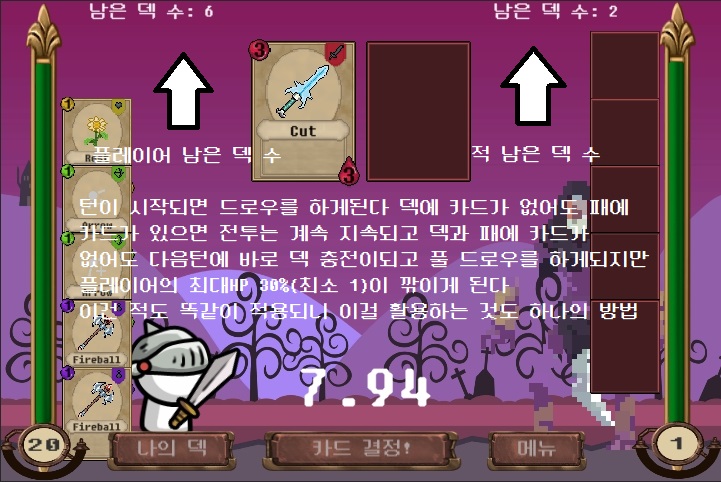 남은 덱 수: 6
남은 덱 수: 2
3
Cut
3
1
플레이어 남은 덱 수
적 남은 덱 수
턴이 시작되면 드로우를 하게된다 덱에 카드가 없어도 패에
카드가 있으면 전투는 계속 지속되고 덱과 패에 카드가
없어도 다음턴에 바로 덱 충전이되고 풀 드로우를 하게되지만
플레이어의 최대HP 30%(최소 1)이 깎이게 된다
이건 적도 똑같이 적용되니 이걸 활용하는 것도 하나의 방법
1
1
1
Fireball
1
Fireball
7.94
20
나의 덱
카드 결정!
메뉴
1